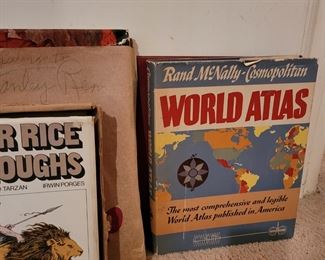 Stanley
R RICE
OUGHS
TARZAN IRWIN PORGES
Rand McNally - Cosmopolitan
WORLD ATLAS
The most comprehensive and legible
World Atlas published in America